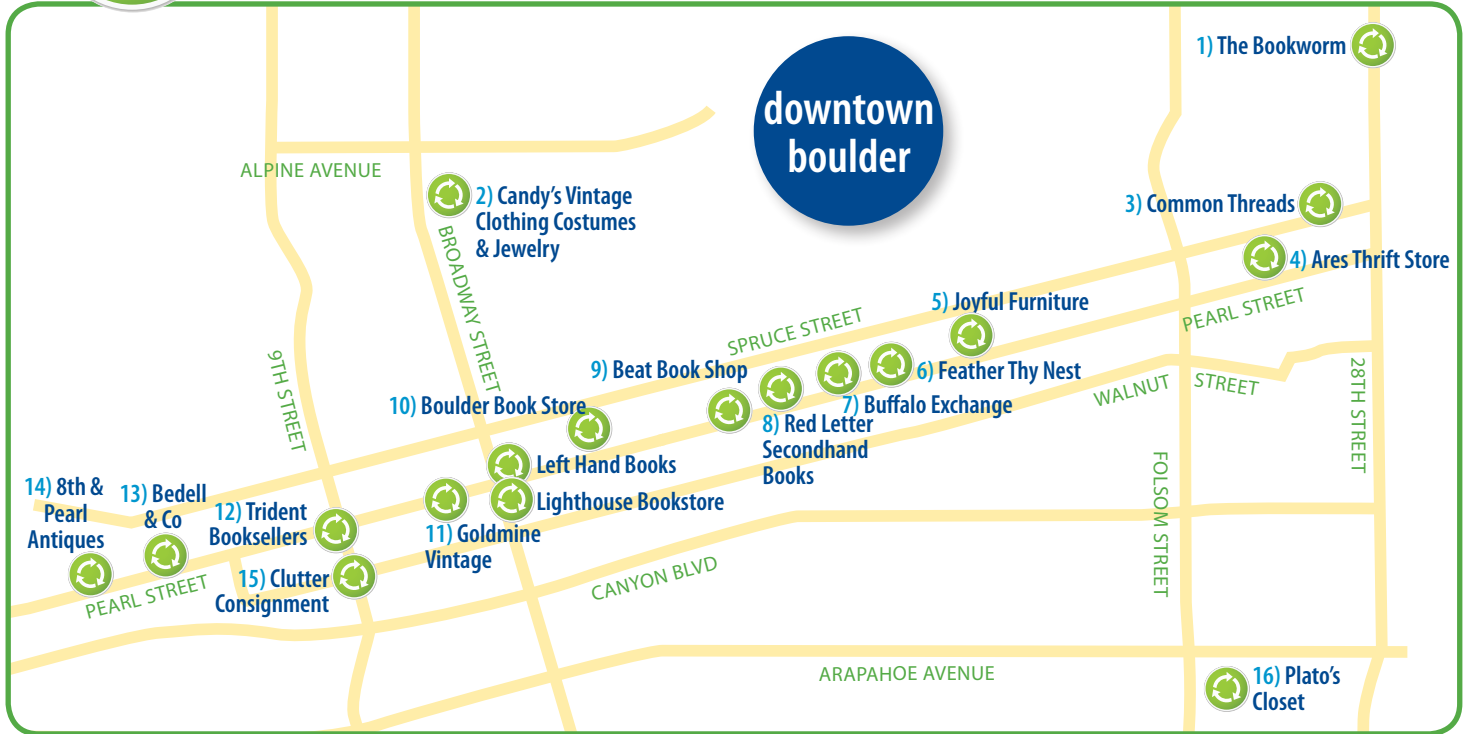 downtown
boulder
1) The Bookworm
ALPINE AVENUE
2) Candy's Vintage
Clothing Costumes
& Jewelry
BROADWAY STREET
3) Common Threads
4) Ares Thrift Store
5) Joyful Furniture
SPRUCE STREET
PEARL STREET
9TH STREET
9) Beat Book Shop
6) Feather Thy Nest
WALNUT STREET
28TH STREET
10) Boulder Book Store
7) Buffalo Exchange
8) Red Letter
Secondhand
Books
Left Hand Books
Lighthouse Bookstore
FOLSOM STREET
14) 8th &
Pearl
Antiques
13) Bedell
& Co
12) Trident
Booksellers
11) Goldmine
Vintage
15) Clutter
Consignment
PEARL STREET
CANYON BLVD
ARAPAHOE AVENUE
16) Plato's
Closet